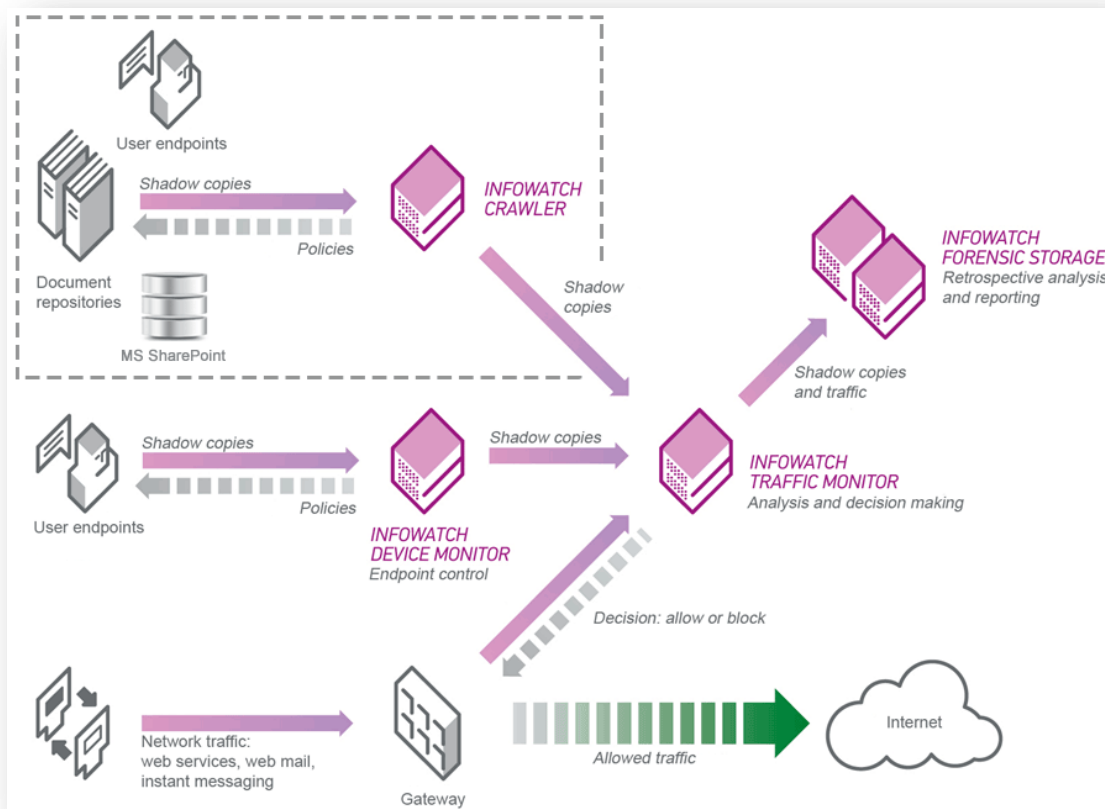 User endpoints
Shadow copies
Policies
INFOWATCH
CRAWLER
Document
repositories
MS SharePoint
Shadow
copies
INFOWATCH
FORENSIC STORAGE
Retrospective analysis
and reporting
Shadow copies
and traffic
Shadow copies
Policies
User endpoints
INFOWATCH
DEVICE MONITOR
Endpoint control
Shadow copies
INFOWATCH
TRAFFIC MONITOR
Analysis and decision making
Decision: allow or block
Network traffic:
web services, web mail,
instant messaging
Gateway
Allowed traffic
Internet